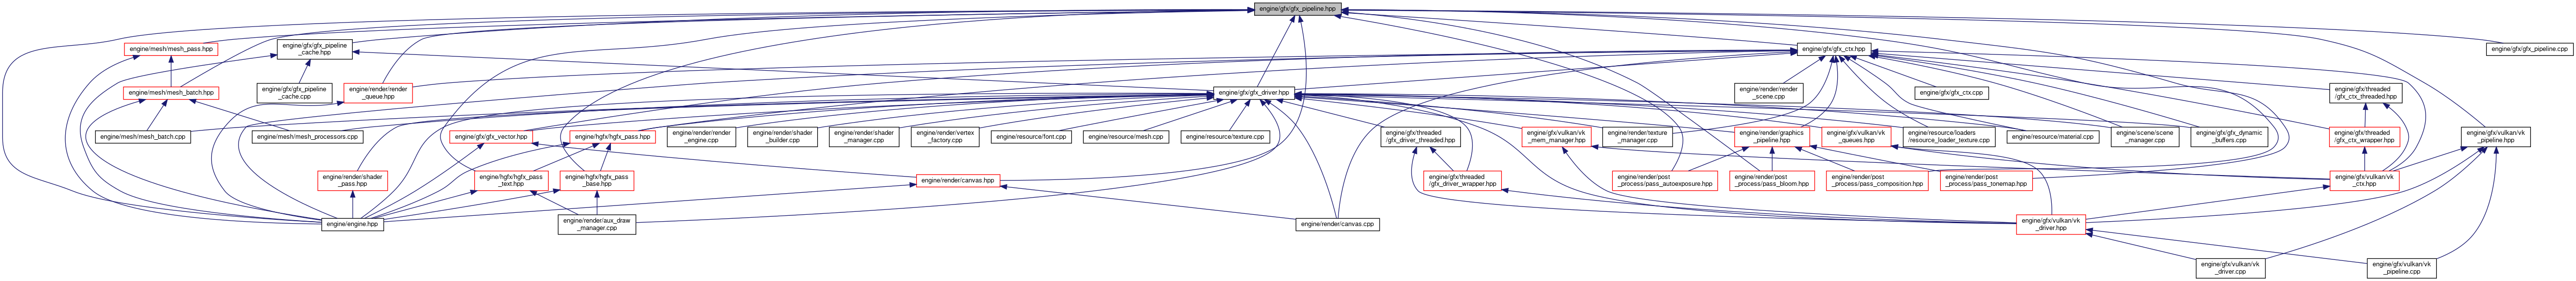 engine/gfx/gfx_pipeline.hpp
engine/mesh/mesh_pass.hpp
engine/gfx/gfx_pipeline
_cache.hpp
engine/gfx/gfx_ctx.hpp
engine/gfx/gfx_pipeline.cpp
engine/mesh/mesh_batch.hpp
engine/gfx/gfx_pipeline
_cache.cpp
engine/render/render
_queue.hpp
engine/gfx/gfx_driver.hpp
engine/render/render
_scene.cpp
engine/gfx/gfx_ctx.cpp
engine/gfx/threaded
/gfx_ctx_threaded.hpp
engine/mesh/mesh_batch.cpp
engine/mesh/mesh_processors.cpp
engine/gfx/gfx_vector.hpp
engine/hgfx/hgfx_pass.hpp
engine/render/render
_engine.cpp
engine/render/shader
_builder.cpp
engine/render/shader
_manager.cpp
engine/render/vertex
_factory.cpp
engine/resource/font.cpp
engine/resource/mesh.cpp
engine/resource/texture.cpp
engine/gfx/threaded
/gfx_driver_threaded.hpp
engine/gfx/vulkan/vk
_mem_manager.hpp
engine/render/texture
_manager.cpp
engine/render/graphics
_pipeline.hpp
engine/gfx/vulkan/vk
_queues.hpp
engine/resource/loaders
/resource_loader_texture.cpp
engine/resource/material.cpp
engine/scene/scene
_manager.cpp
engine/gfx/gfx_dynamic
_buffers.cpp
engine/gfx/threaded
/gfx_ctx_wrapper.hpp
engine/gfx/vulkan/vk
_pipeline.hpp
engine/render/shader
_pass.hpp
engine/hgfx/hgfx_pass
_text.hpp
engine/hgfx/hgfx_pass
_base.hpp
engine/render/canvas.hpp
engine/gfx/threaded
/gfx_driver_wrapper.hpp
engine/render/post
_process/pass_autoexposure.hpp
engine/render/post
_process/pass_bloom.hpp
engine/render/post
_process/pass_composition.hpp
engine/render/post
_process/pass_tonemap.hpp
engine/gfx/vulkan/vk
_ctx.hpp
engine/engine.hpp
engine/render/aux_draw
_manager.cpp
engine/render/canvas.cpp
engine/gfx/vulkan/vk
_driver.hpp
engine/gfx/vulkan/vk
_driver.cpp
engine/gfx/vulkan/vk
_pipeline.cpp